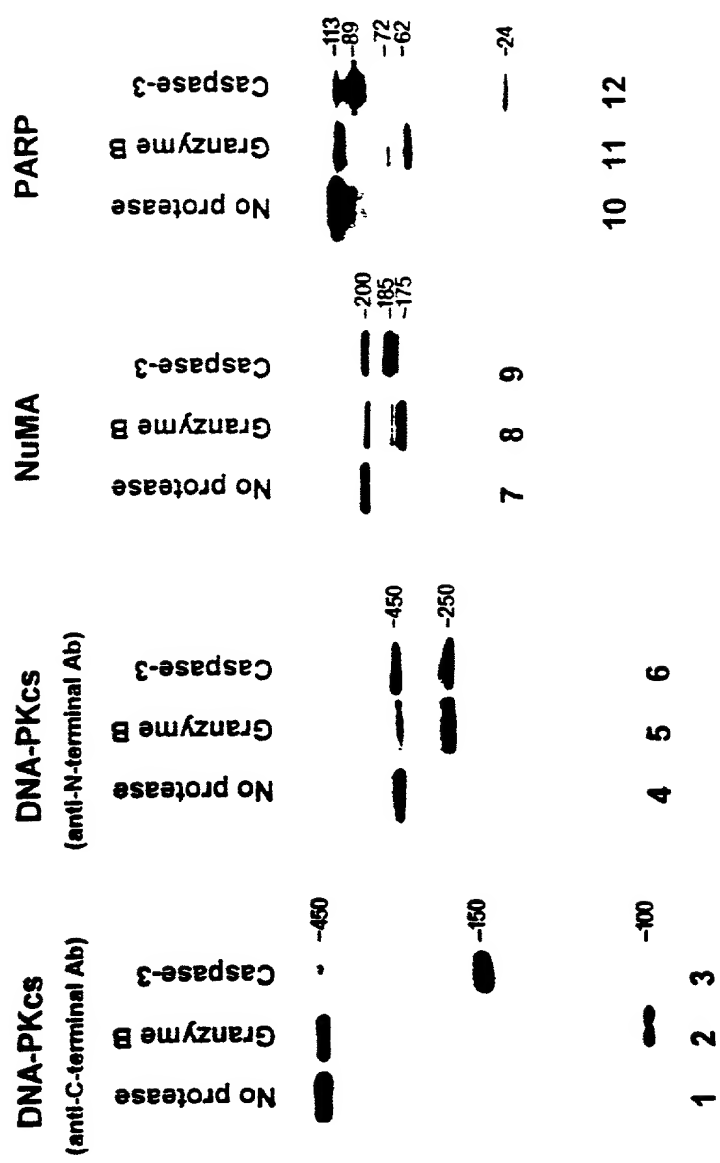 DNA-PKcs
(anti-C-terminal Ab)
No protease
Granzyme B
Caspase-3
-450
-150
-100
1 2 3
DNA-PKcs
(anti-N-terminal Ab)
No protease
Granzyme B
Caspase-3
-450
-250
4 5 6
NuMA
No protease
Granzyme B
Caspase-3
-200
-185
-175
7 8 9
PARP
No protease
Granzyme B
Caspase-3
-113
-89
-72
-62
-24
10 11 12